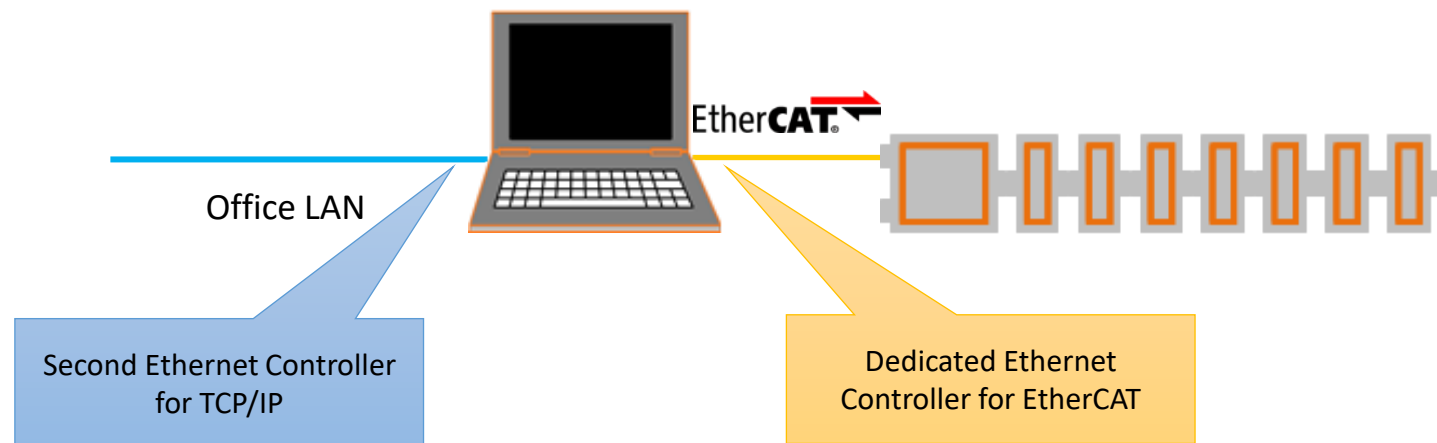 EtherCAT®
Office LAN
Second Ethernet Controller
for TCP/IP
Dedicated Ethernet
Controller for EtherCAT